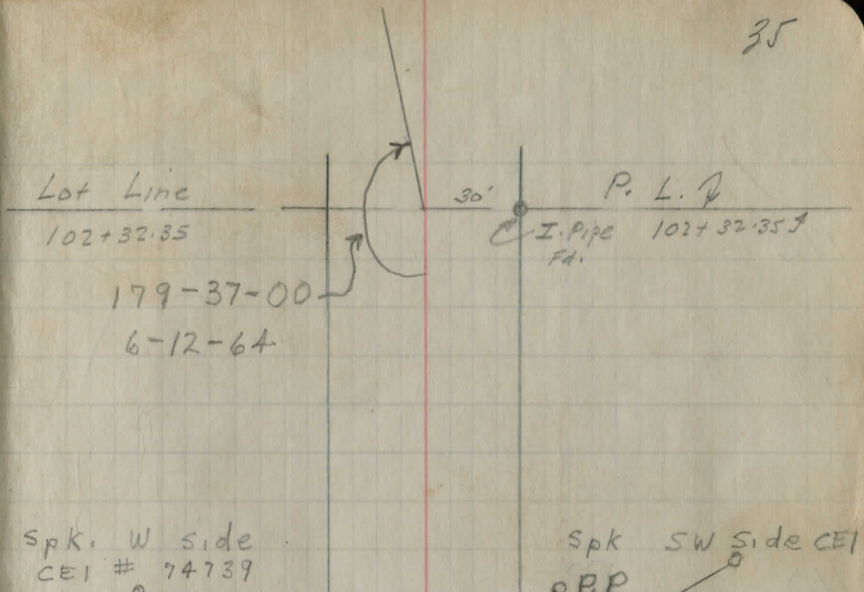 35
Lot Line
102+32.35
30'
P. L.
I. Pipe
Fd.
102+32.35
179-37-00
6-12-64
Spk. W Side
CEI # 74739
Spk SW Side CEI
PP